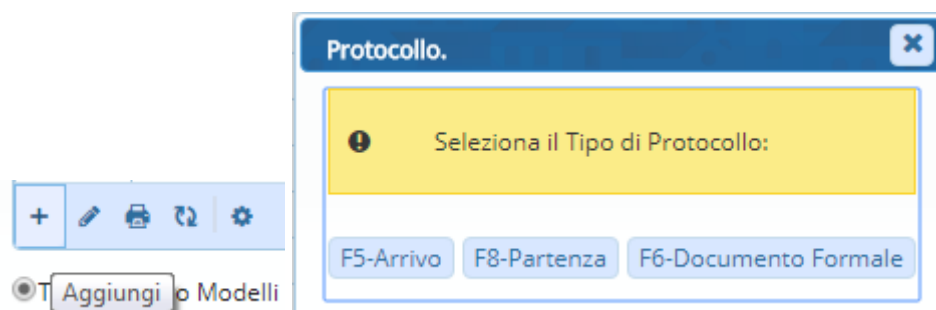 Protocollo.
Seleziona il Tipo di Protocollo:
F5-Arrivo F8-Partenza F6-Documento Formale
Aggiungi
Modelli